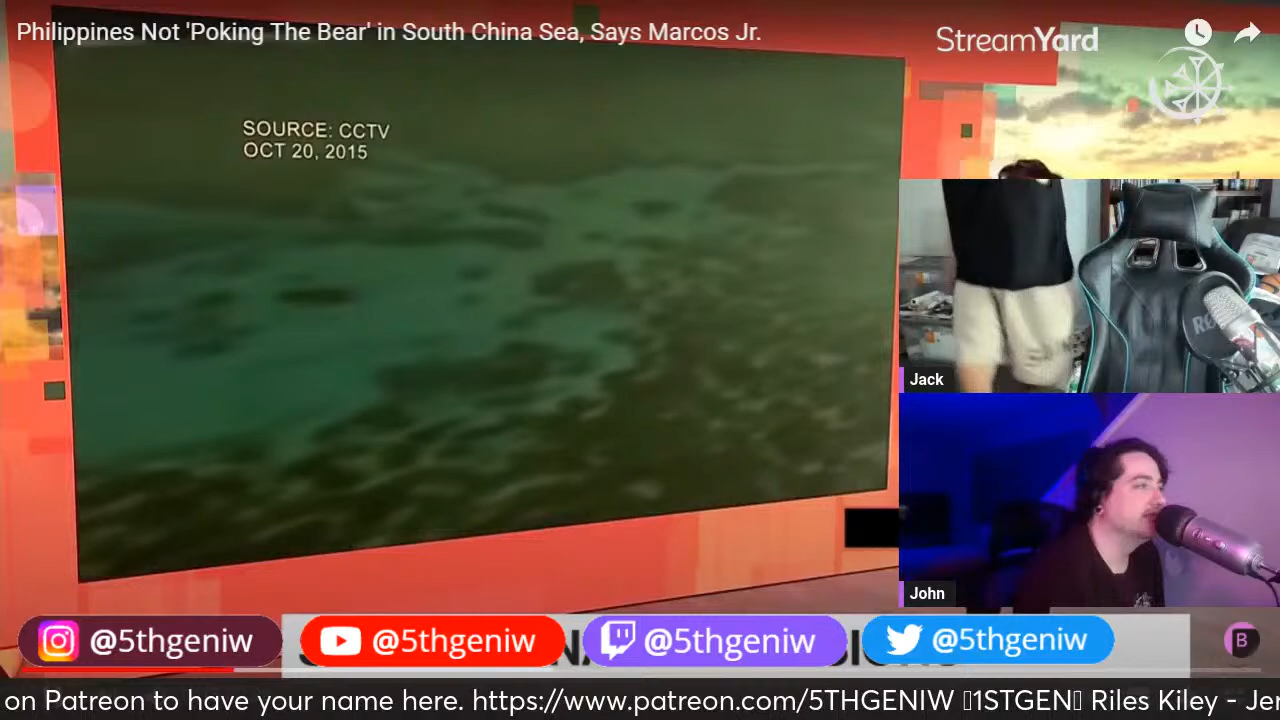 Philippines Not 'Poking The Bear' in South China Sea, Says Marcos Jr.
StreamYard
SOURCE: CCTV
OCT 20, 2015
Jack
John
@5thgeniw
@5thgeniw
@5thgeniw
@5thgeniw
B
on Patreon to have your name here. https://www.patreon.com/5THGENIW ▯1STGEN▯ Riles Kiley - Je